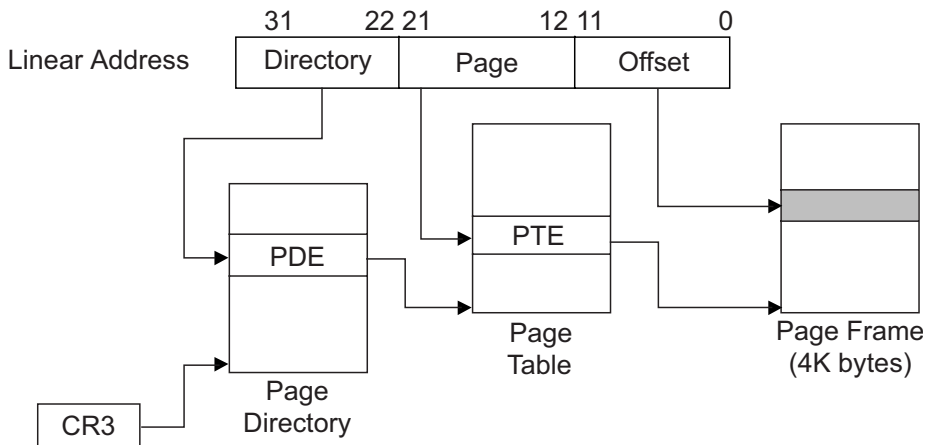 31 22 21 12 11 0
Linear Address Directory Page Offset
PDE
PTE
Page
Table
Page Frame
(4K bytes)
Page
Directory
CR3